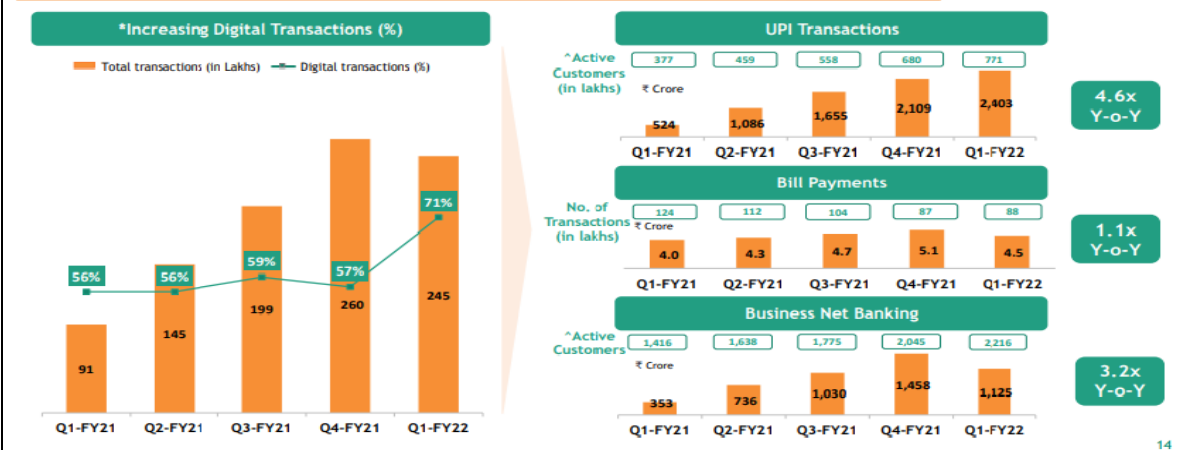 *Increasing Digital Transactions (%)
Total transactions (in Lakhs) Digital transactions (%)
71%
59%
56% 56% 57%
91 145 199 260 245
Q1-FY21 Q2-FY21 Q3-FY21 Q4-FY21 Q1-FY22
UPI Transactions
^Active
Customers
(in lakhs)
377 459 558 680 771
₹ Crore
524 1,086 1,655 2,109 2,403
Q1-FY21 Q2-FY21 Q3-FY21 Q4-FY21 Q1-FY22
4.6x
Y-o-Y
Bill Payments
No. of
Transactions
(in lakhs)
124 112 104 87 88
₹ Crore
4.0 4.3 4.7 5.1 4.5
Q1-FY21 Q2-FY21 Q3-FY21 Q4-FY21 Q1-FY22
1.1x
Y-o-Y
Business Net Banking
^Active
Customers
1,416 1,638 1,775 2,045 2,216
₹ Crore
353 736 1,030 1,458 1,125
Q1-FY21 Q2-FY21 Q3-FY21 Q4-FY21 Q1-FY22
3.2x
Y-o-Y
14